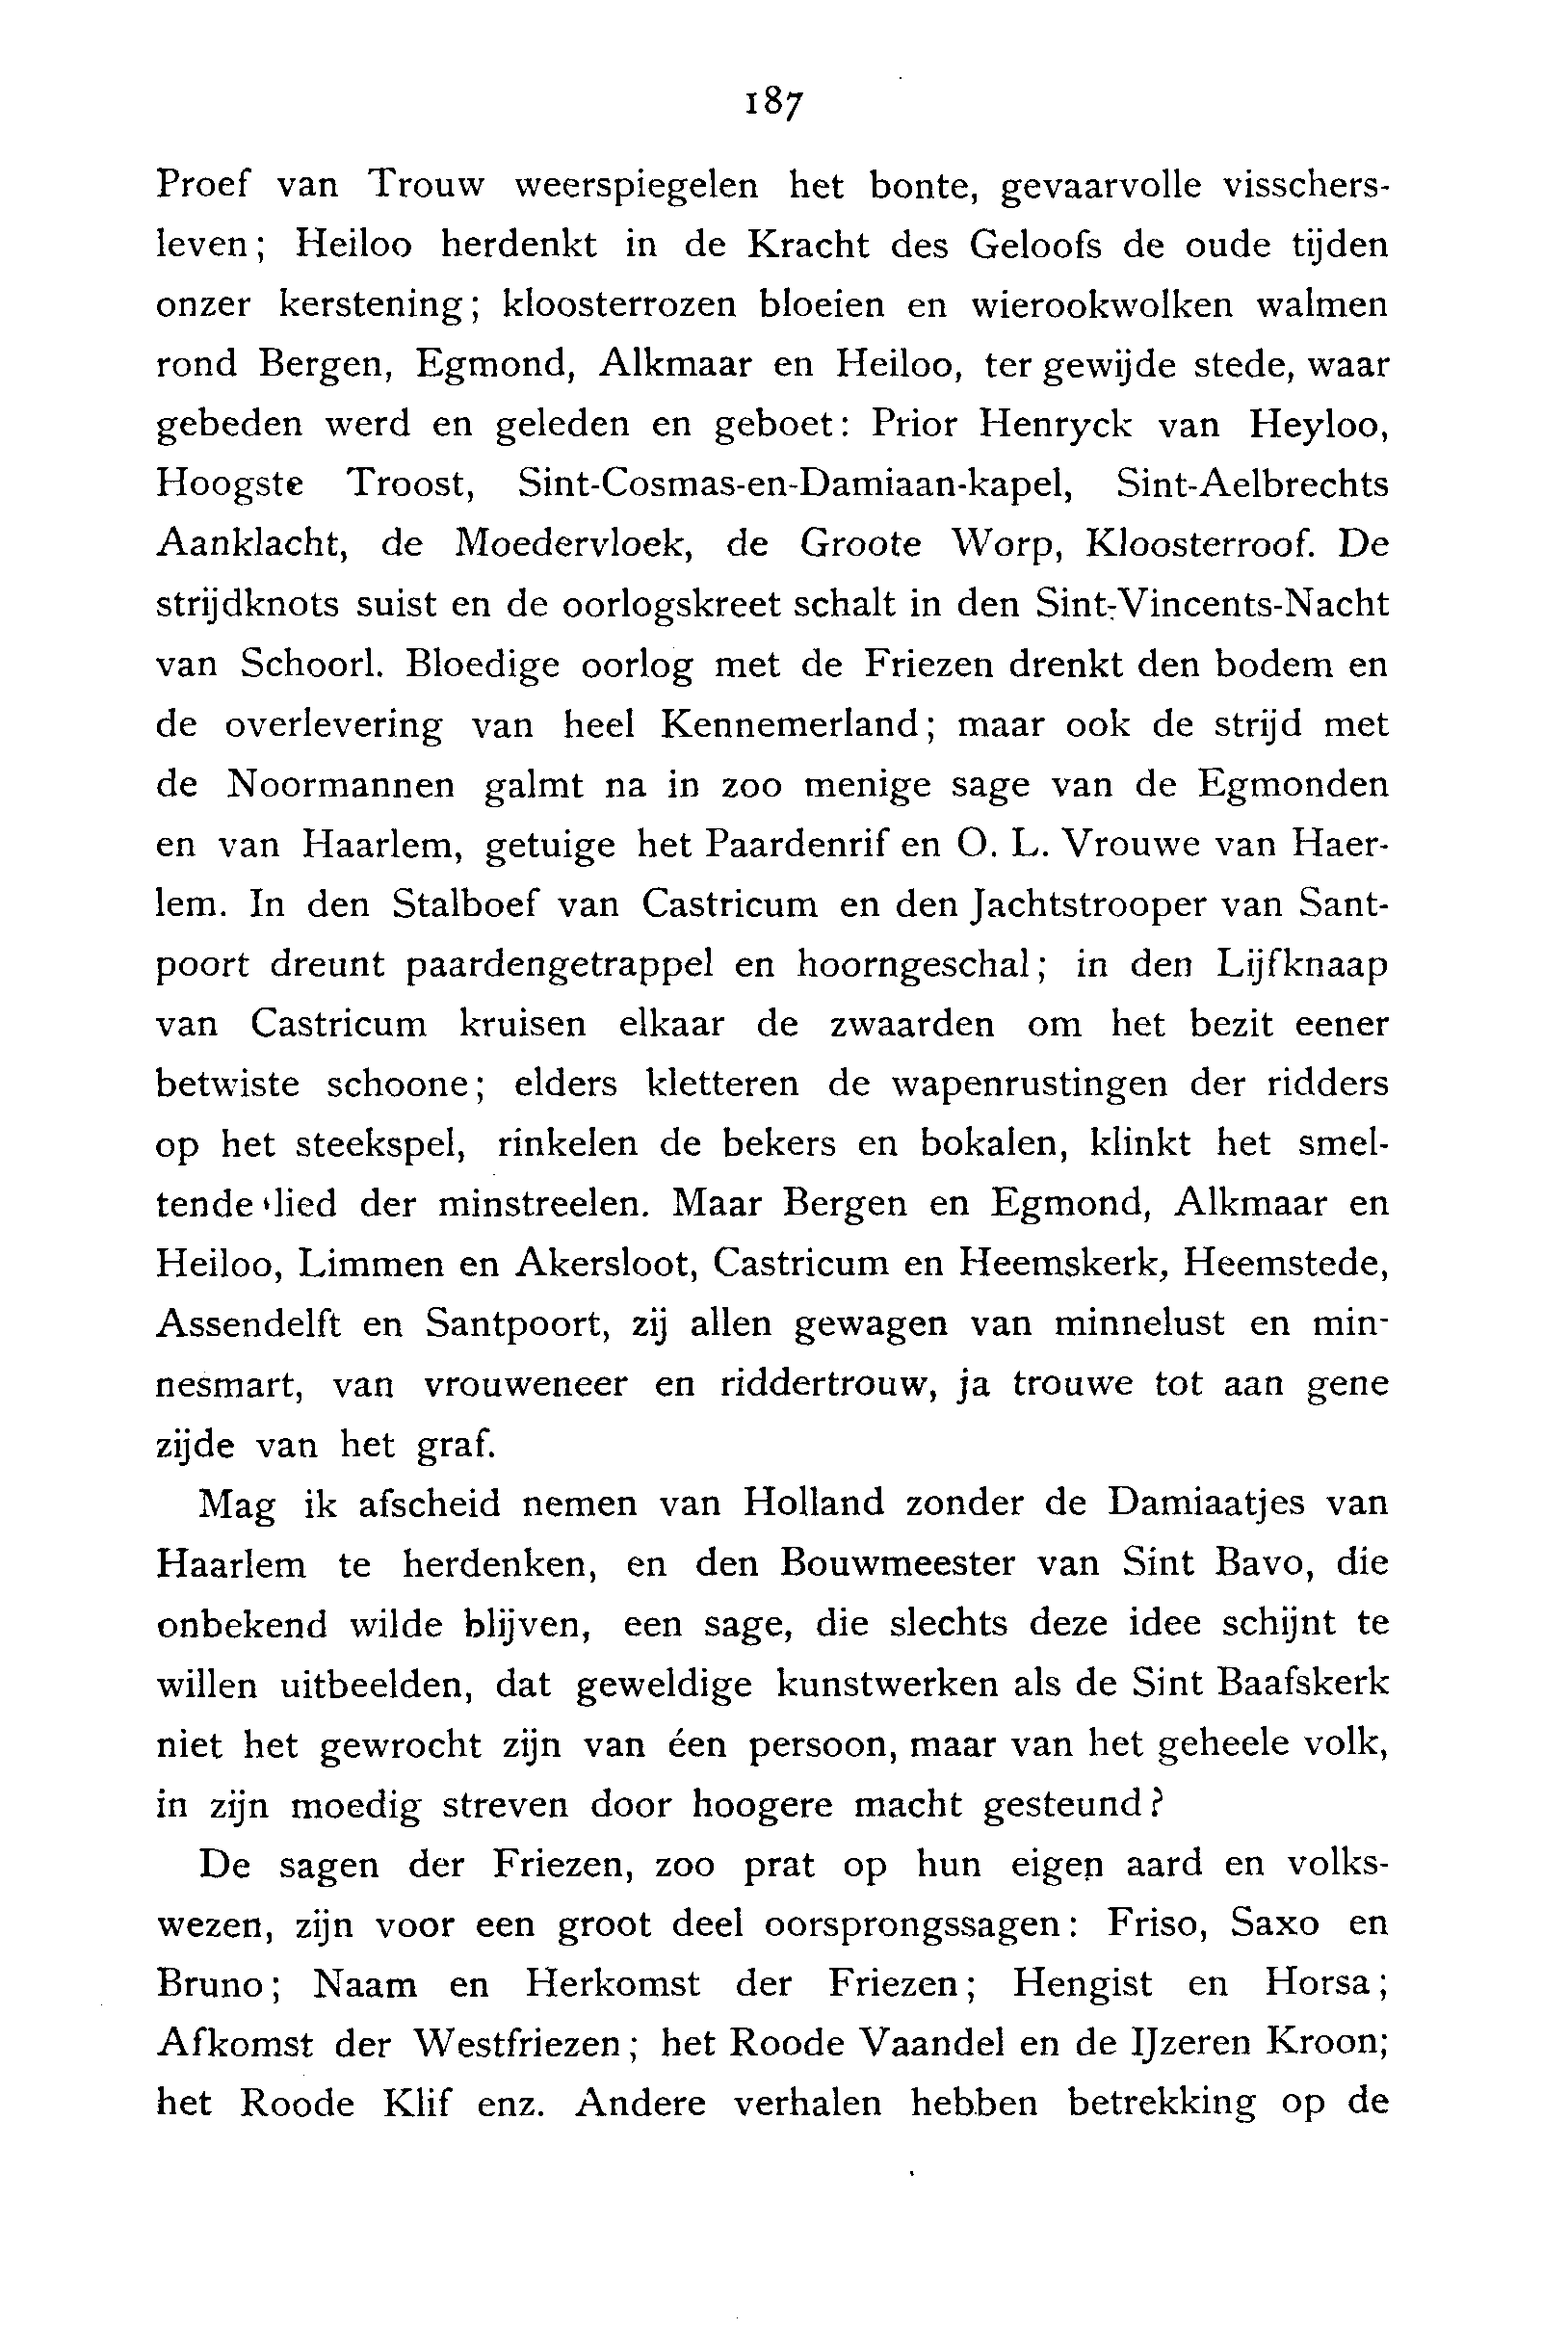 187
Proef van Trouw weerspiegelen het bonte, gevaarvolle visschers-
leven; Heiloo herdenkt in de Kracht des Geloofs de oude tijden
onzer kerstening; kloosterrozen bloeien en wierookwolken walmen
rond Bergen, Egmond, Alkmaar en Heiloo, ter gewijde stede, waar
gebeden werd en geleden en geboet: Prior Henryck van Heyloo,
Hoogste Troost, Sint-Cosmas-en-Damiaan-kapel, Sint-Aelbrechts
Aanklacht, de Moedervloek, de Groote Worp, Kloosterroof. De
strijdknots suist en de oorlogskreet schalt in den Sint-Vincents-Nacht
van Schoorl. Bloedige oorlog met de Friezen drenkt den bodem en
de overlevering van heel Kennemerland; maar ook de strijd met
de Noormannen galmt na in zoo menige sage van de Egmonden
en van Haarlem, getuige het Paardenrif en O. L. Vrouwe van Haer-
lem. In den Stalboef van Castricum en den Jachtstrooper van Sant-
poort dreunt paardengetrappel en hoorngeschal; in den Lijfknaap
van Castricum kruisen elkaar de zwaarden om het bezit eener
betwiste schoone; elders kletteren de wapenrustingen der ridders
op het steekspel, rinkelen de bekers en bokalen, klinkt het smel-
tende lied der minstreelen. Maar Bergen en Egmond, Alkmaar en
Heiloo, Limmen en Akersloot, Castricum en Heemskerk, Heemstede,
Assendelft en Santpoort, zij allen gewagen van minnelust en min-
nesmart, van vrouweneer en riddertrouw, ja trouwe tot aan gene
zijde van het graf.
Mag ik afscheid nemen van Holland zonder de Damiaatjes van
Haarlem te herdenken, en den Bouwmeester van Sint Bavo, die
onbekend wilde blijven, een sage, die slechts deze idee schijnt te
willen uitbeelden, dat geweldige kunstwerken als de Sint Baafskerk
niet het gewrocht zijn van éen persoon, maar van het geheele volk,
in zijn moedig streven door hoogere macht gesteund?
De sagen der Friezen, zoo prat op hun eigen aard en volks-
wezen, zijn voor een groot deel oorsprongssagen: Friso, Saxo en
Bruno; Naam en Herkomst der Friezen; Hengist en Horsa;
Afkomst der Westfriezen; het Roode Vaandel en de IJzeren Kroon;
het Roode Klif enz. Andere verhalen hebben betrekking op de